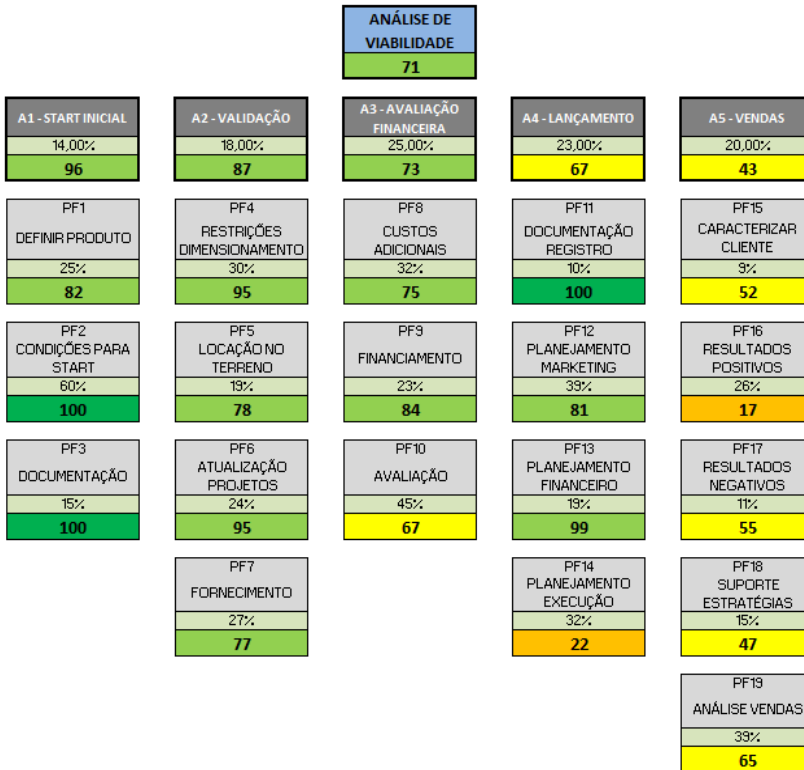 ANÁLISE DE
VIABILIDADE
71
A1 - START INICIAL
14,00%
96
A2 - VALIDAÇÃO
18,00%
87
A3 - AVALIAÇÃO
FINANCEIRA
25,00%
73
A4 - LANÇAMENTO
23,00%
67
A5 - VENDAS
20,00%
43
PF1
DEFINIR PRODUTO
25%
82
PF4
RESTRIÇÕES
DIMENSIONAMENTO
30%
95
PF8
CUSTOS
ADICIONAIS
32%
75
PF11
DOCUMENTAÇÃO
REGISTRO
10%
100
PF15
CARACTERIZAR
CLIENTE
9%
52
PF2
CONDIÇÕES PARA
START
60%
100
PF5
LOCAÇÃO NO
TERRENO
19%
78
PF9
FINANCIAMENTO
23%
84
PF12
PLANEJAMENTO
MARKETING
39%
81
PF16
RESULTADOS
POSITIVOS
26%
17
PF3
DOCUMENTAÇÃO
15%
100
PF6
ATUALIZAÇÃO
PROJETOS
24%
95
PF10
AVALIAÇÃO
45%
67
PF13
PLANEJAMENTO
FINANCEIRO
19%
99
PF17
RESULTADOS
NEGATIVOS
11%
55
PF7
FORNECIMENTO
27%
77
PF14
PLANEJAMENTO
EXECUÇÃO
32%
22
PF18
SUPORTE
ESTRATÉGIAS
15%
47
PF19
ANÁLISE VENDAS
39%
65